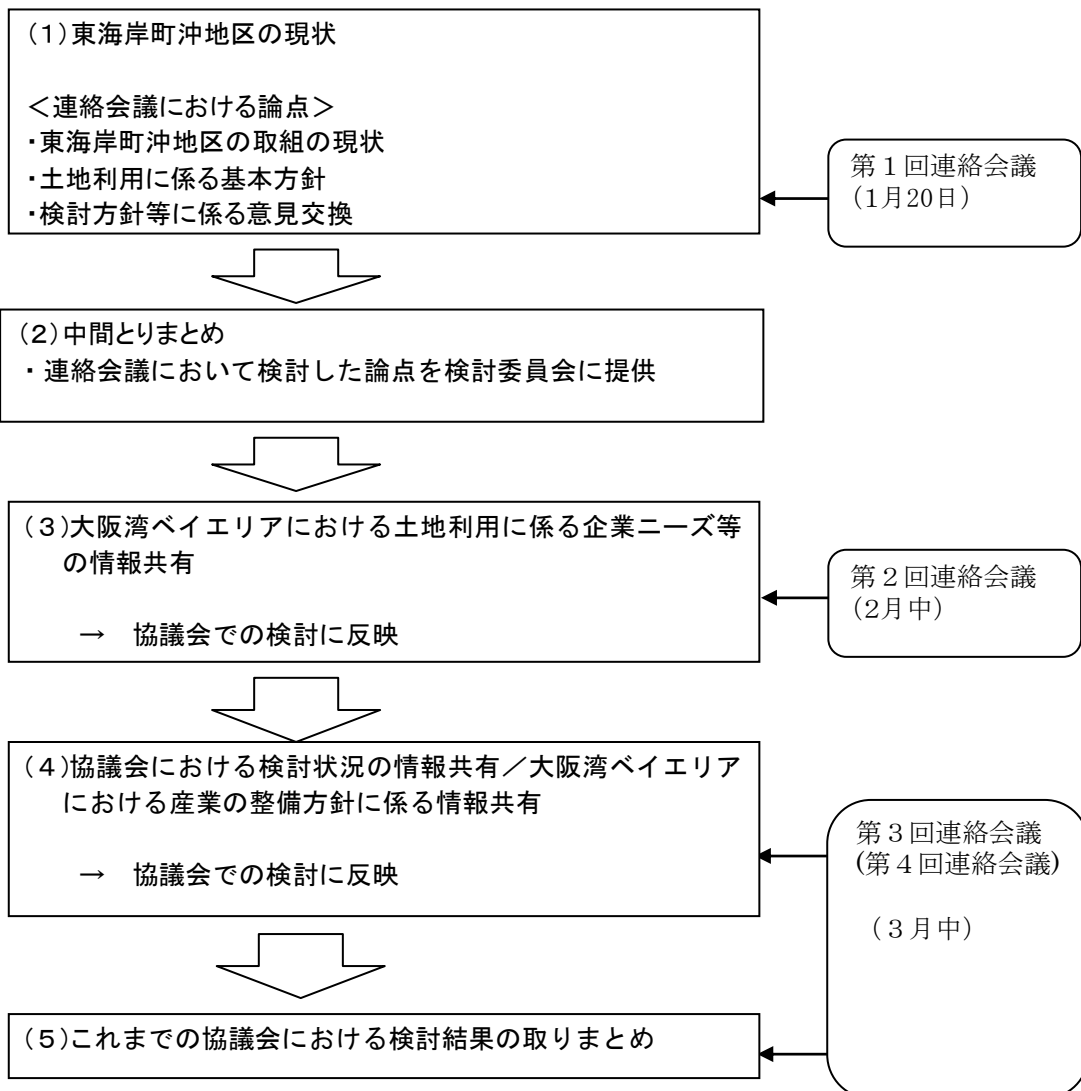 （１）東海岸町沖地区の現状
＜連絡会議における論点＞
・東海岸町沖地区の取組の現状
・土地利用に係る基本方針
・検討方針等に係る意見交換
第１回連絡会議
（1月20日）
（２）中間とりまとめ
・ 連絡会議において検討した論点を検討委員会に提供
（３）大阪湾ベイエリアにおける土地利用に係る企業ニーズ等
の情報共有
→　協議会での検討に反映
第２回連絡会議
（2月中）
（４）協議会における検討状況の情報共有／大阪湾ベイエリア
における産業の整備方針に係る情報共有
→　協議会での検討に反映
第３回連絡会議
(第４回連絡会議)
（３月中）
（５）これまでの協議会における検討結果の取りまとめ